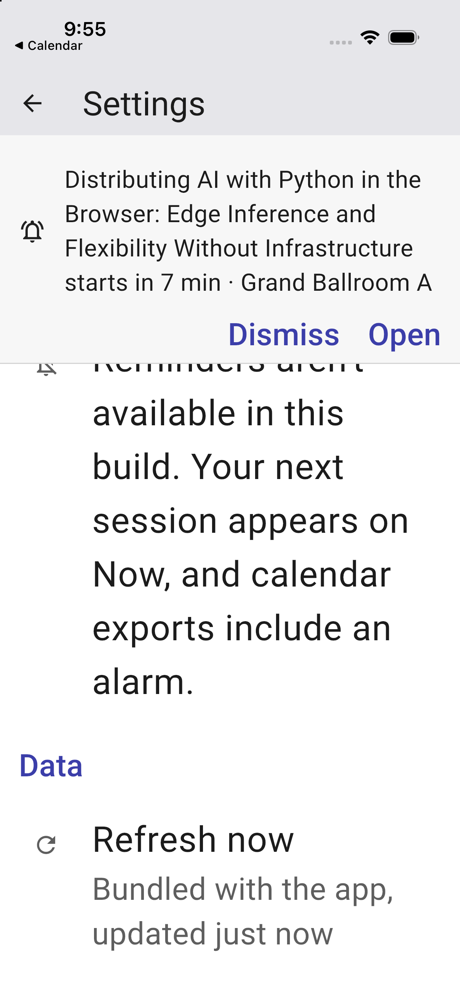 9:55
◀ Calendar
Settings
Distributing AI with Python in the
Browser: Edge Inference and
Flexibility Without Infrastructure
starts in 7 min · Grand Ballroom A
Dismiss Open
Reminders aren't
available in this
build. Your next
session appears on
Now, and calendar
exports include an
alarm.
Data
Refresh now
Bundled with the app,
updated just now